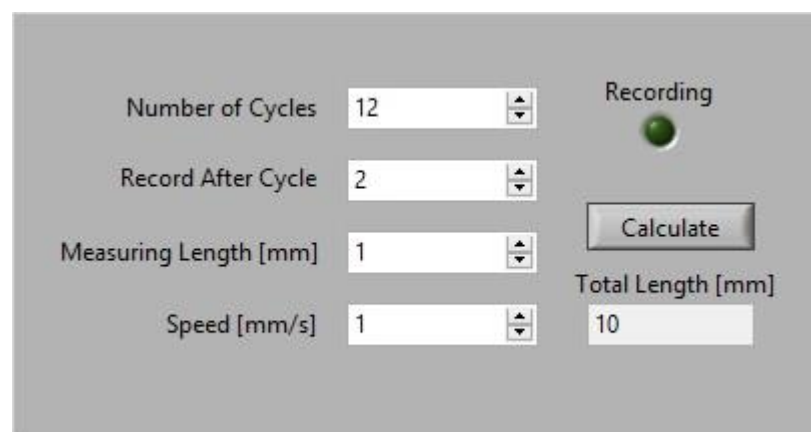 Number of Cycles 12
Recording
Record After Cycle 2
Calculate
Measuring Length [mm] 1
Total Length [mm]
Speed [mm/s] 1
10